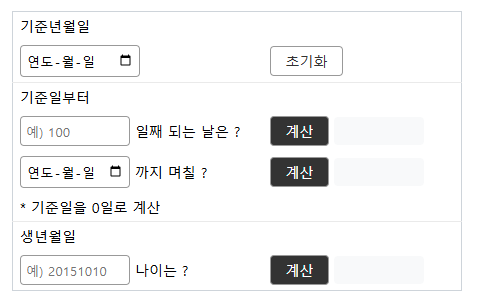 기준년월일
연도-월-일 초기화
기준일부터
예) 100 일째 되는 날은 ? 계산
연도-월-일 까지 며칠 ? 계산
* 기준일을 0일로 계산
생년월일
예) 20151010 나이는 ? 계산